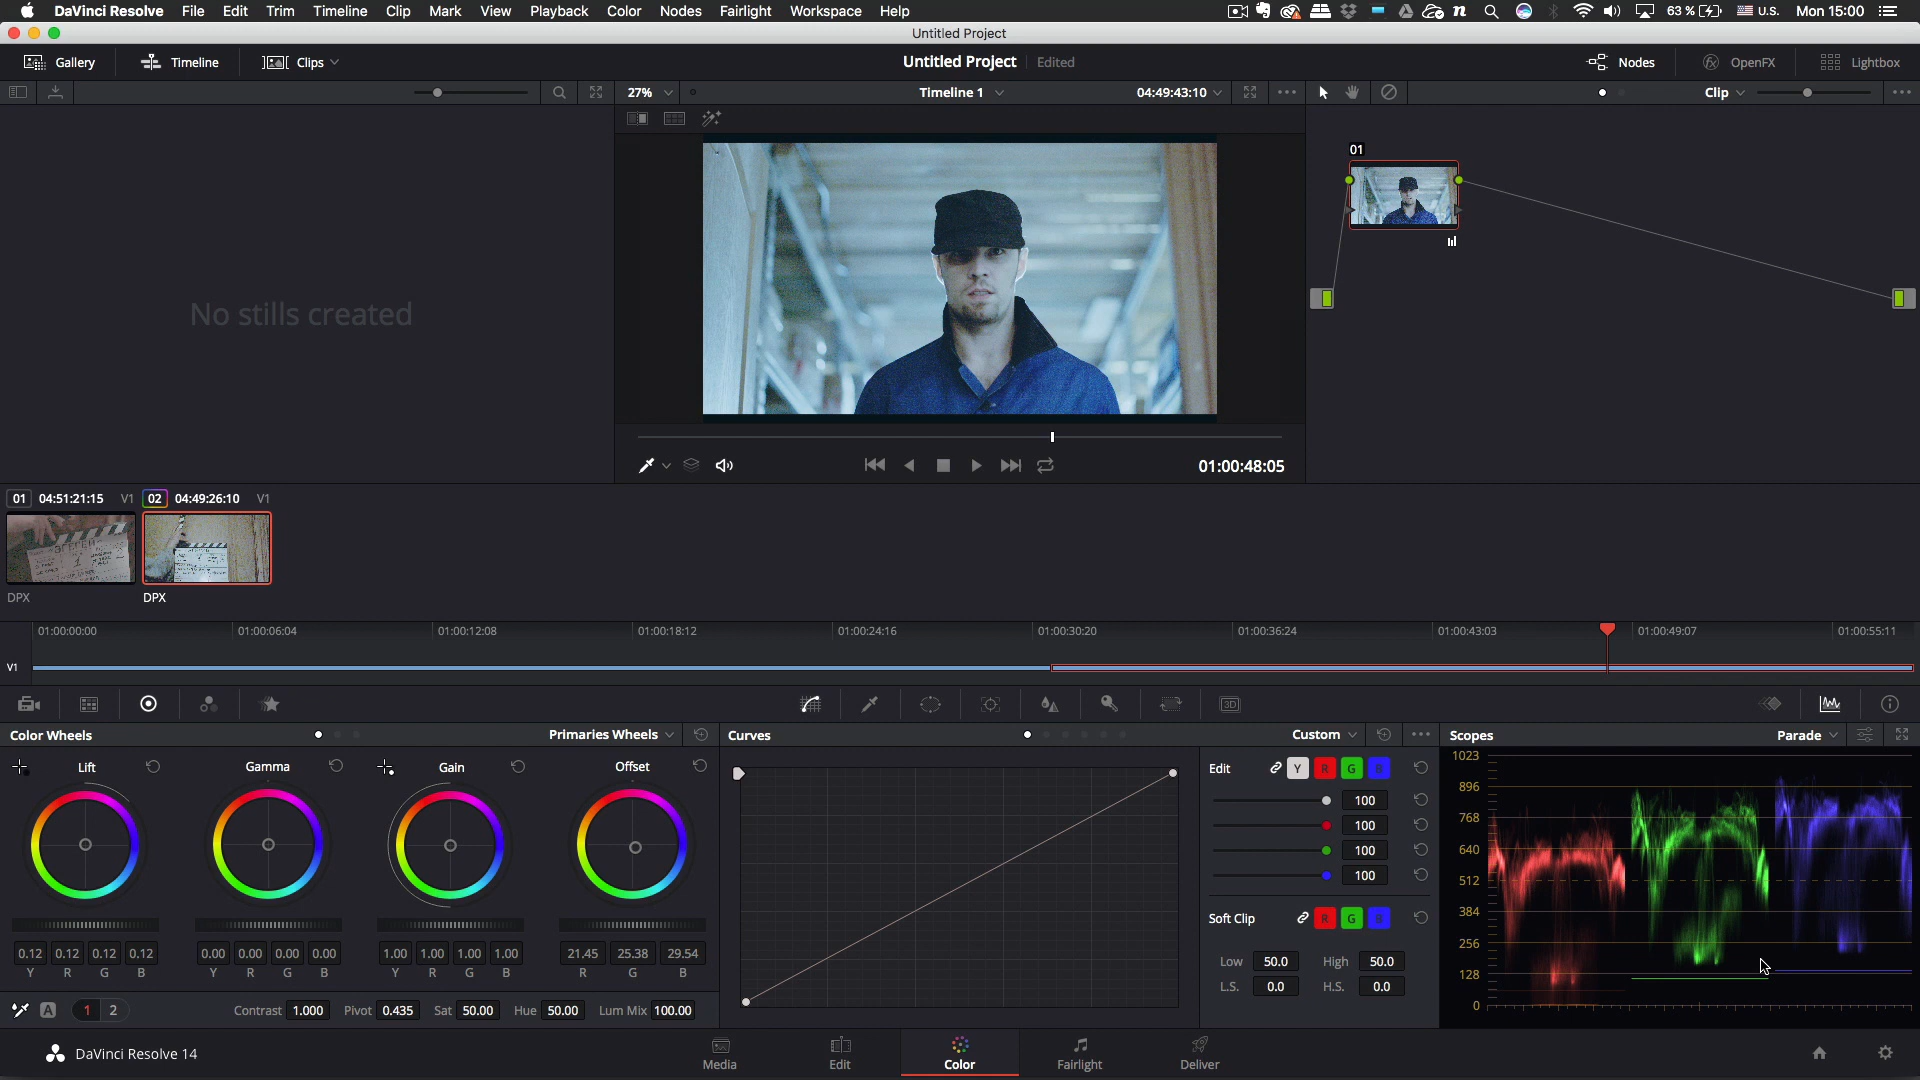 DaVinci Resolve File Edit Trim Timeline Clip Mark View Playback Color Nodes Fairlight Workspace Help 63 % U.S. Mon 15:00
Untitled Project
Gallery Timeline Clips Untitled Project Edited Nodes OpenFX Lightbox
27% Timeline 1 04:49:43:10 Clip
01
No stills created
01:00:48:05
01 04:51:21:15 V1 02 04:49:26:10 V1
DPX DPX
01:00:00:00 01:00:06:04 01:00:12:08 01:00:18:12 01:00:24:16 01:00:30:20 01:00:36:24 01:00:43:03 01:00:49:07 01:00:55:11
V1
3D
Color Wheels Primaries Wheels Curves Custom Scopes Parade
Lift Gamma Gain Offset Edit Y R G B
1023
896
768
640
512
384
256
128
0
100
100
100
100
Soft Clip R G B
0.12 0.12 0.12 0.12 0.00 0.00 0.00 0.00 1.00 1.00 1.00 1.00 21.45 25.38 29.54
Y R G B Y R G B Y R G B R G B
Low 50.0 High 50.0
L.S. 0.0 H.S. 0.0
A 1 2 Contrast 1.000 Pivot 0.435 Sat 50.00 Hue 50.00 Lum Mix 100.00
DaVinci Resolve 14 Media Edit Color Fairlight Deliver